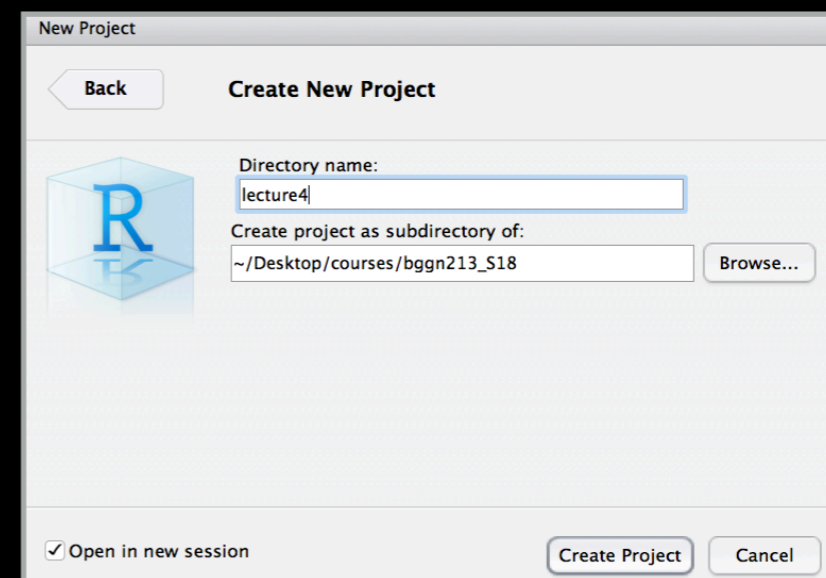 New Project
Back
Create New Project
R
Directory name:
lecture4
Create project as subdirectory of:
~/Desktop/courses/bggn213_S18
Browse...
Open in new session
Create Project
Cancel